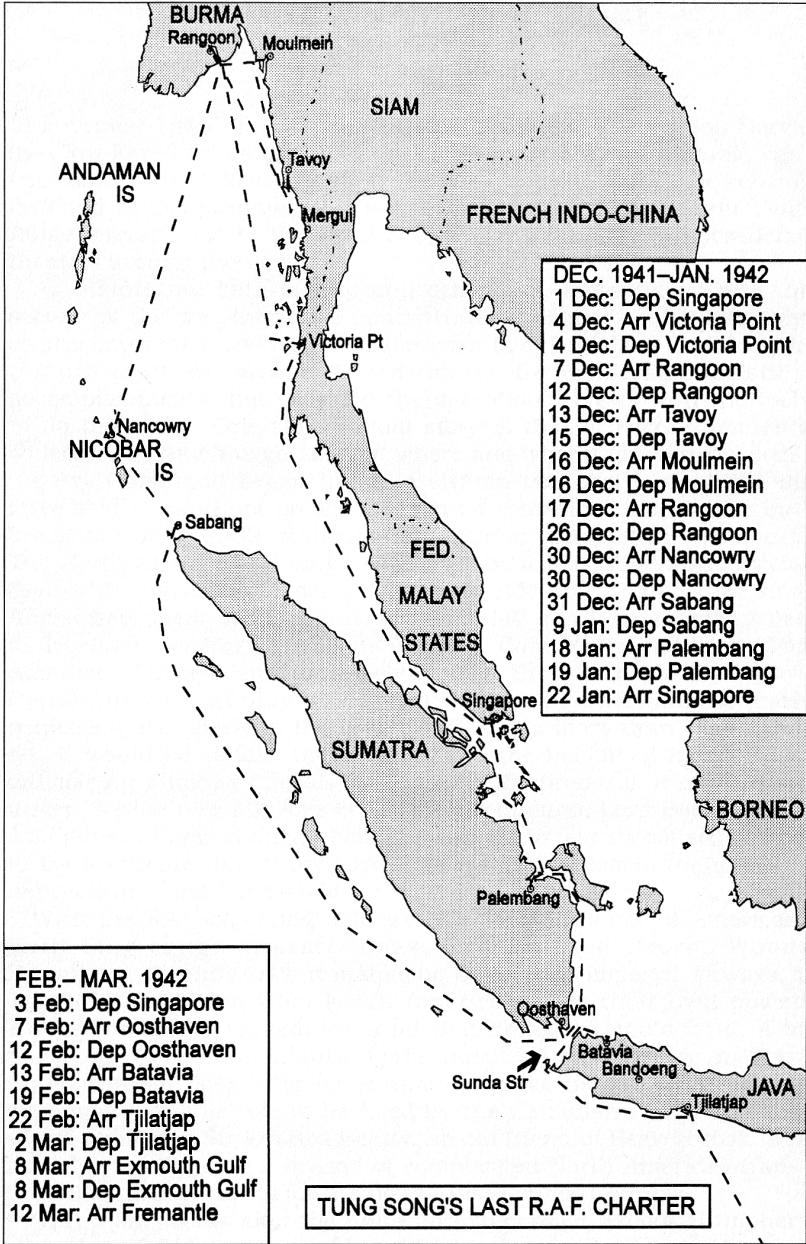 BURMA
Rangoon
Moulmein
SIAM
Tavoy
ANDAMAN
IS
Mergui
FRENCH INDO-CHINA
DEC. 1941–JAN. 1942
1 Dec: Dep Singapore
4 Dec: Arr Victoria Point
4 Dec: Dep Victoria Point
7 Dec: Arr Rangoon
12 Dec: Dep Rangoon
13 Dec: Arr Tavoy
15 Dec: Dep Tavoy
16 Dec: Arr Moulmein
16 Dec: Dep Moulmein
17 Dec: Arr Rangoon
26 Dec: Dep Rangoon
30 Dec: Arr Nancowry
30 Dec: Dep Nancowry
31 Dec: Arr Sabang
9 Jan: Dep Sabang
18 Jan: Arr Palembang
19 Jan: Dep Palembang
22 Jan: Arr Singapore
Victoria Pt
Nancowry
NICOBAR
IS
Sabang
FED.
MALAY
STATES
Singapore
SUMATRA
BORNEO
Palembang
FEB.– MAR. 1942
3 Feb: Dep Singapore
7 Feb: Arr Oosthaven
12 Feb: Dep Oosthaven
13 Feb: Arr Batavia
19 Feb: Dep Batavia
22 Feb: Arr Tjilatjap
2 Mar: Dep Tjilatjap
8 Mar: Arr Exmouth Gulf
8 Mar: Dep Exmouth Gulf
12 Mar: Arr Fremantle
Oosthaven
Batavia
Bandoeng
Sunda Str
JAVA
Tjilatjap
TUNG SONG'S LAST R.A.F. CHARTER